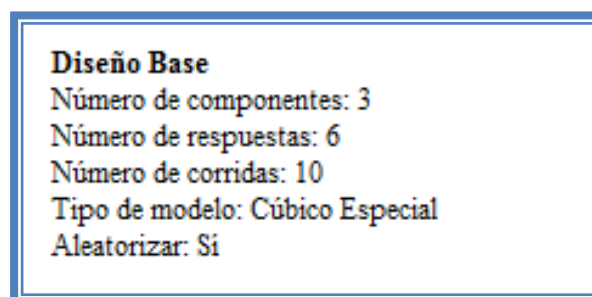 Diseño Base
Número de componentes: 3
Número de respuestas: 6
Número de corridas: 10
Tipo de modelo: Cúbico Especial
Aleatorizar: Sí